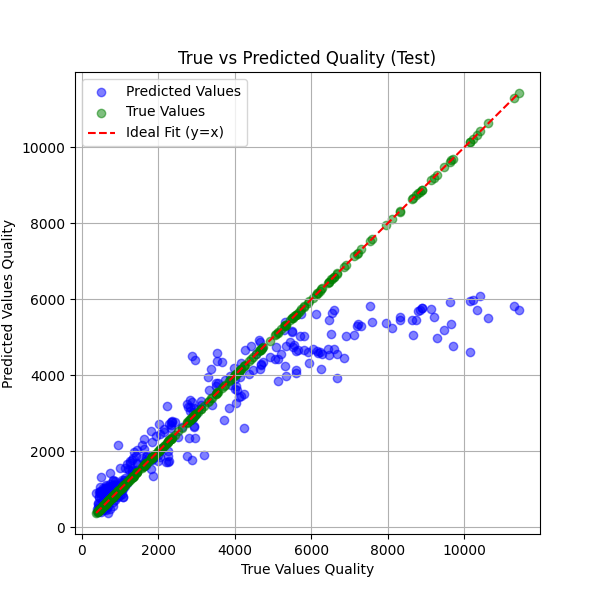 True vs Predicted Quality (Test)
Predicted Values
True Values
Ideal Fit (y=x)
Predicted Values Quality
10000
8000
6000
4000
2000
0
0 2000 4000 6000 8000 10000
True Values Quality